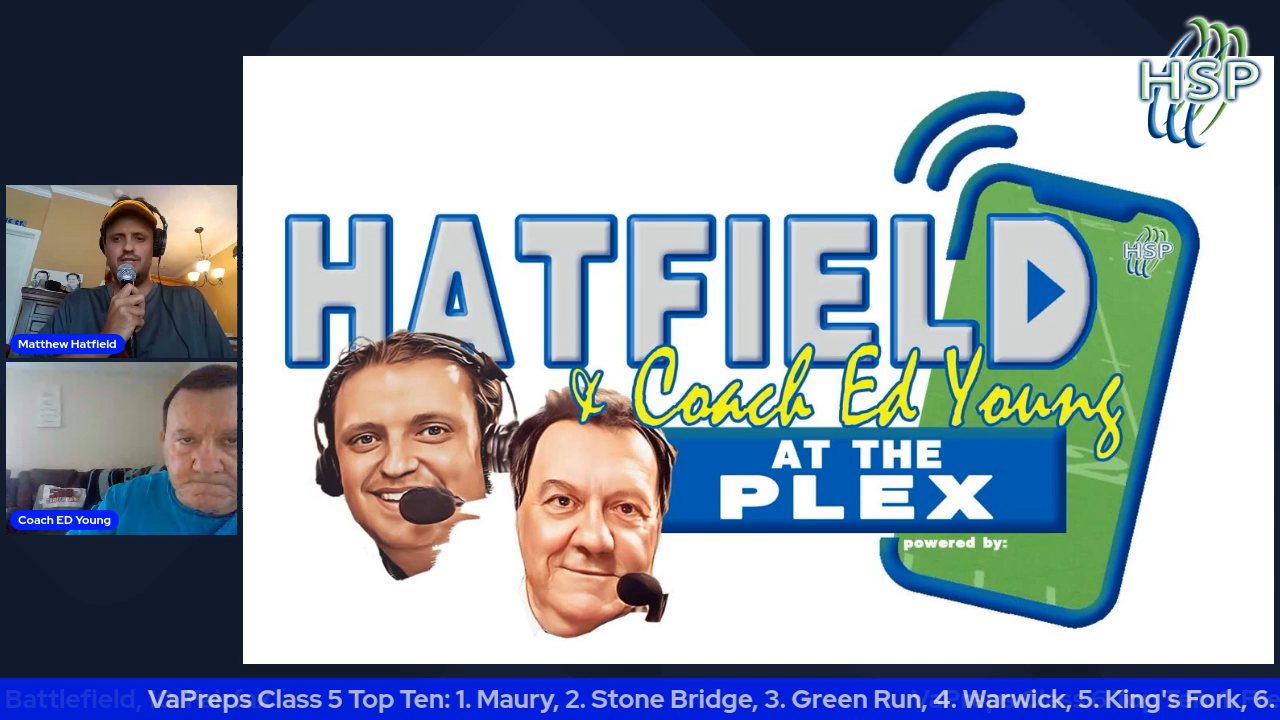 HSP
HATFIELD
HSP
& Coach Ed Young
AT THE
PLEX
powered by:
Matthew Hatfield
Coach ED Young
Battlefield,
VaPreps Class 5 Top Ten: 1. Maury, 2. Stone Bridge, 3. Green Run, 4. Warwick, 5. King's Fork, 6.